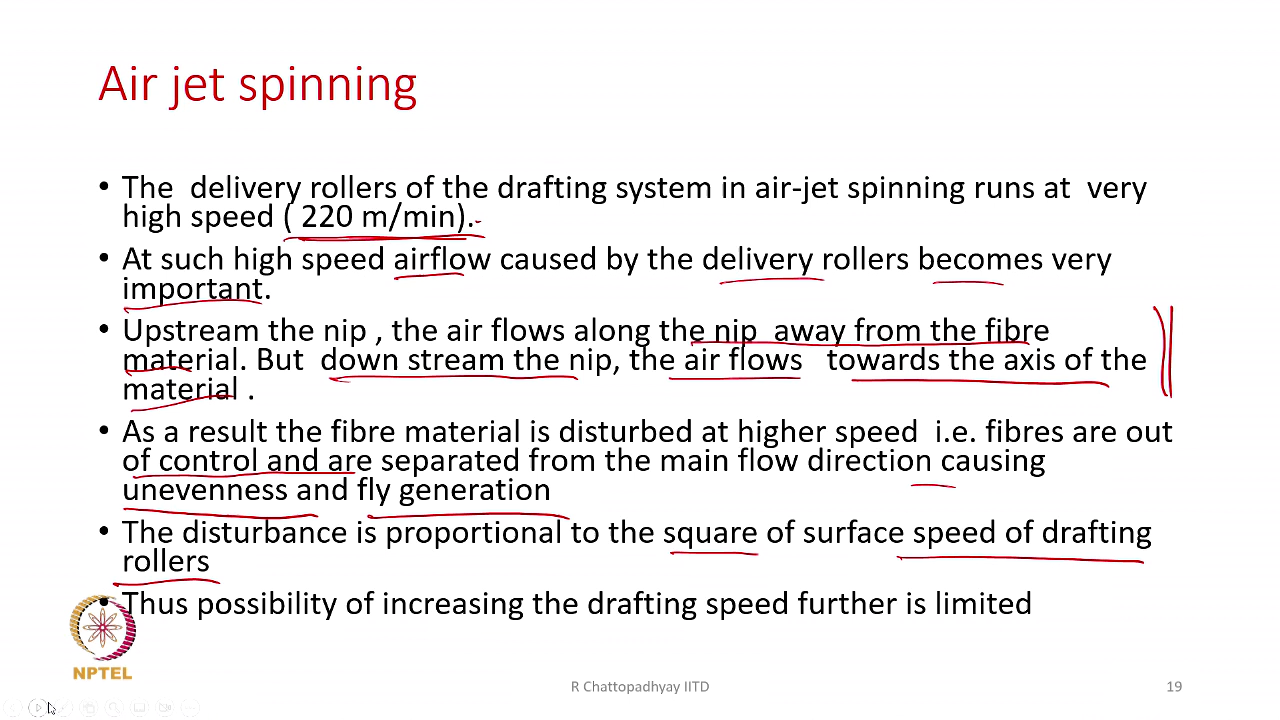 Air jet spinning
• The delivery rollers of the drafting system in air-jet spinning runs at very
high speed ( 220 m/min).
• At such high speed airflow caused by the delivery rollers becomes very
important.
• Upstream the nip , the air flows along the nip away from the fibre
material. But down stream the nip, the air flows towards the axis of the
material .
• As a result the fibre material is disturbed at higher speed i.e. fibres are out
of control and are separated from the main flow direction causing
unevenness and fly generation
• The disturbance is proportional to the square of surface speed of drafting
rollers
• Thus possibility of increasing the drafting speed further is limited
NPTEL
R Chattopadhyay IITD
19